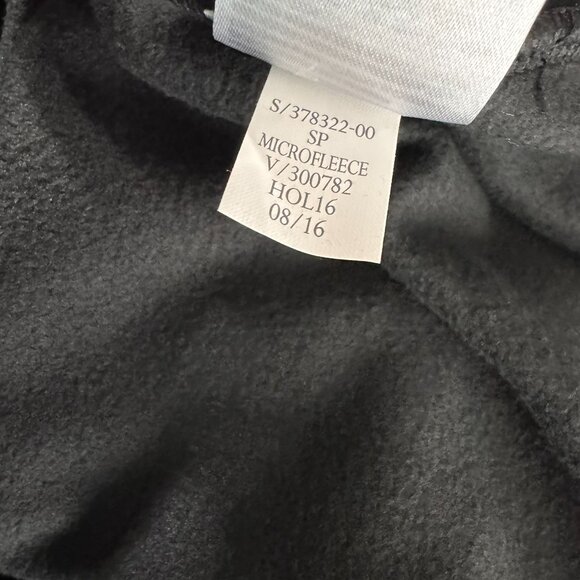 S/378322-00
SP
MICROFLEECE
V/300782
HOL16
08/16